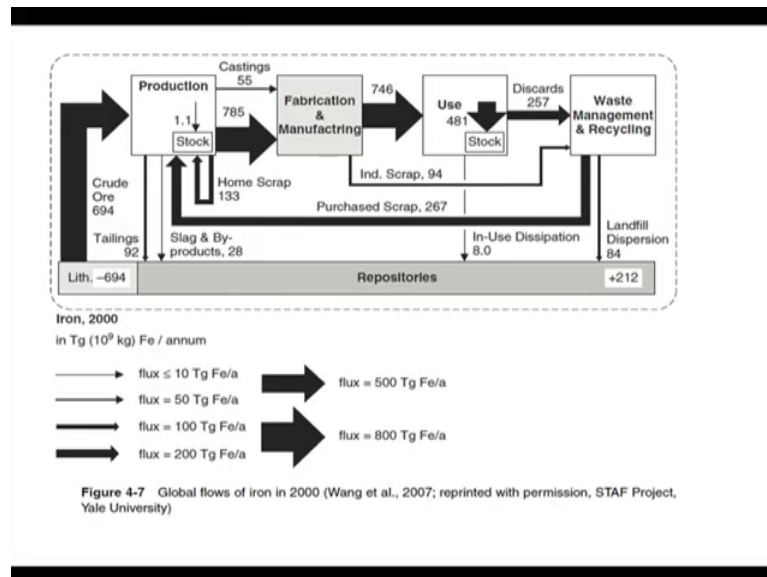 Castings
55
Production
785
1.1
Stock
Fabrication
&
Manufactring
746
Use
481
Stock
Discards
257
Waste
Management
& Recycling
Crude
Ore
694
Home Scrap
133
Ind. Scrap, 94
Purchased Scrap, 267
Tailings
92
Slag & By-
products, 28
In-Use Dissipation
8.0
Landfill
Dispersion
84
Lith. –694
Repositories
+212
Iron, 2000
in Tg (10⁹ kg) Fe / annum
flux ≤ 10 Tg Fe/a
flux = 50 Tg Fe/a
flux = 100 Tg Fe/a
flux = 200 Tg Fe/a
flux = 500 Tg Fe/a
flux = 800 Tg Fe/a
Figure 4-7 Global flows of iron in 2000 (Wang et al., 2007; reprinted with permission, STAF Project,
Yale University)